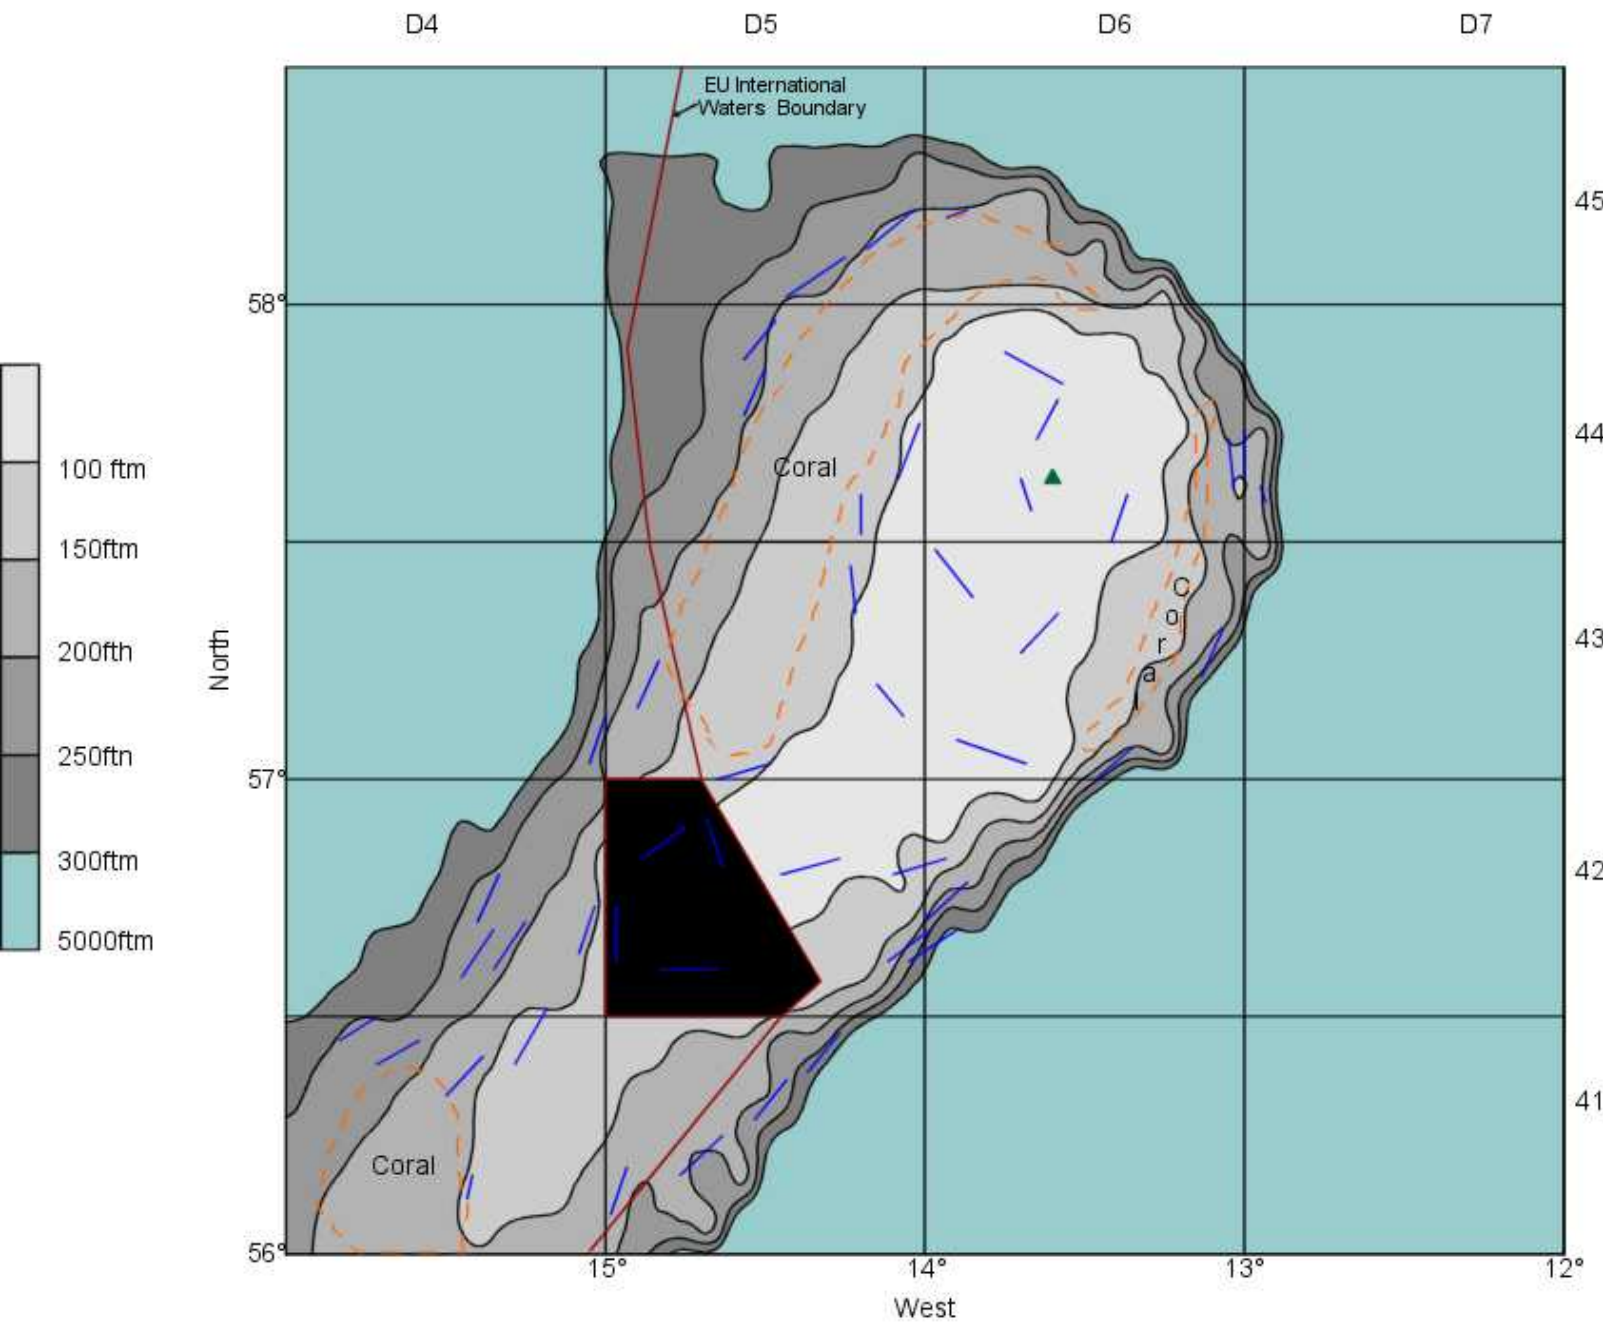 D4 D5 D6 D7
EU International
Waters Boundary
45
58°
44
100 ftm
Coral
150ftm
C
o
r
a
l
43
200fth
North
250ftn
57°
300ftm
42
5000ftm
41
Coral
56°
15° 14° 13° 12°
West